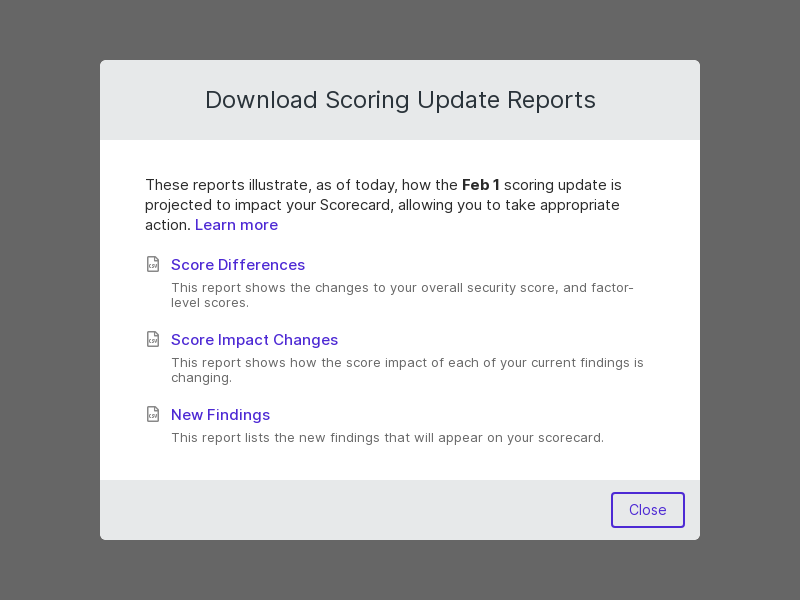 Download Scoring Update Reports
These reports illustrate, as of today, how the Feb 1 scoring update is
projected to impact your Scorecard, allowing you to take appropriate
action. Learn more
CSV Score Differences
This report shows the changes to your overall security score, and factor-
level scores.
CSV Score Impact Changes
This report shows how the score impact of each of your current findings is
changing.
CSV New Findings
This report lists the new findings that will appear on your scorecard.
Close